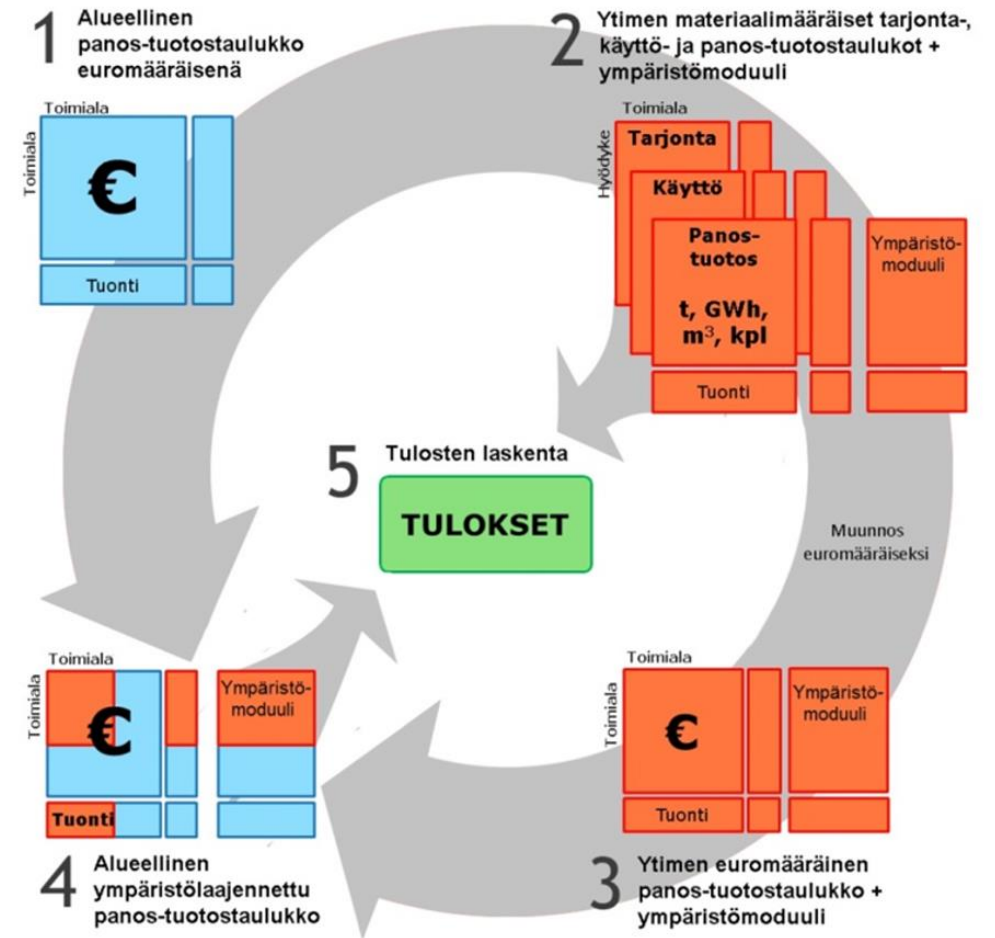 1
Alueellinen
panos-tuotostaulukko
euromääräisenä
Toimiala
Toimiala
€
Tuonti
2
Ytimen materiaalimääräiset tarjonta-,
käyttö- ja panos-tuotostaulukot +
ympäristömoduuli
Toimiala
Hyödyke
Tarjonta
Käyttö
Panos-
tuotos
t, GWh,
m³, kpl
Tuonti
Ympäristö-
moduuli
5
Tulosten laskenta
TULOKSET
Muunnos
euromääräiseksi
Toimiala
Toimiala
€
Tuonti
Ympäristö-
moduuli
3
Ytimen euromääräinen
panos-tuotostaulukko +
ympäristömoduuli
Toimiala
Toimiala
€
Tuonti
Ympäristö-
moduuli
4
Alueellinen
ympäristölaajennettu
panos-tuotostaulukko